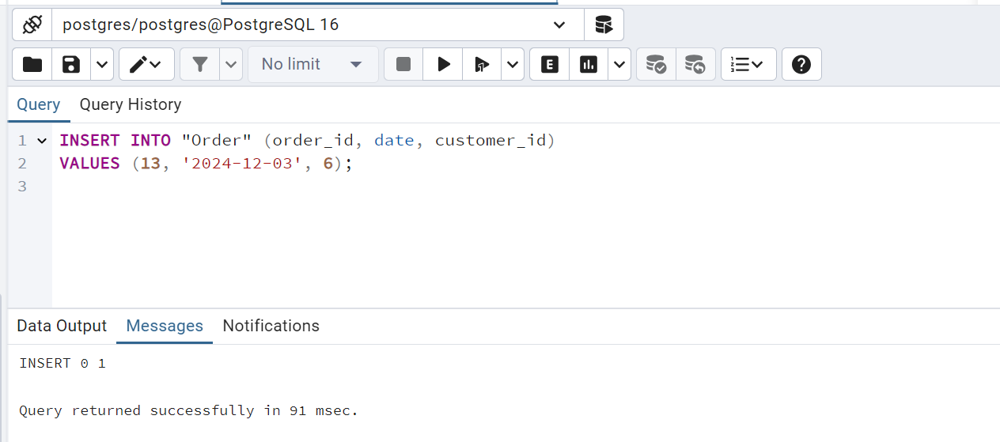 postgres/postgres@PostgreSQL 16
No limit
E
Query Query History
1 INSERT INTO "Order" (order_id, date, customer_id)
2 VALUES (13, '2024-12-03', 6);
3
Data Output Messages Notifications
INSERT 0 1
Query returned successfully in 91 msec.